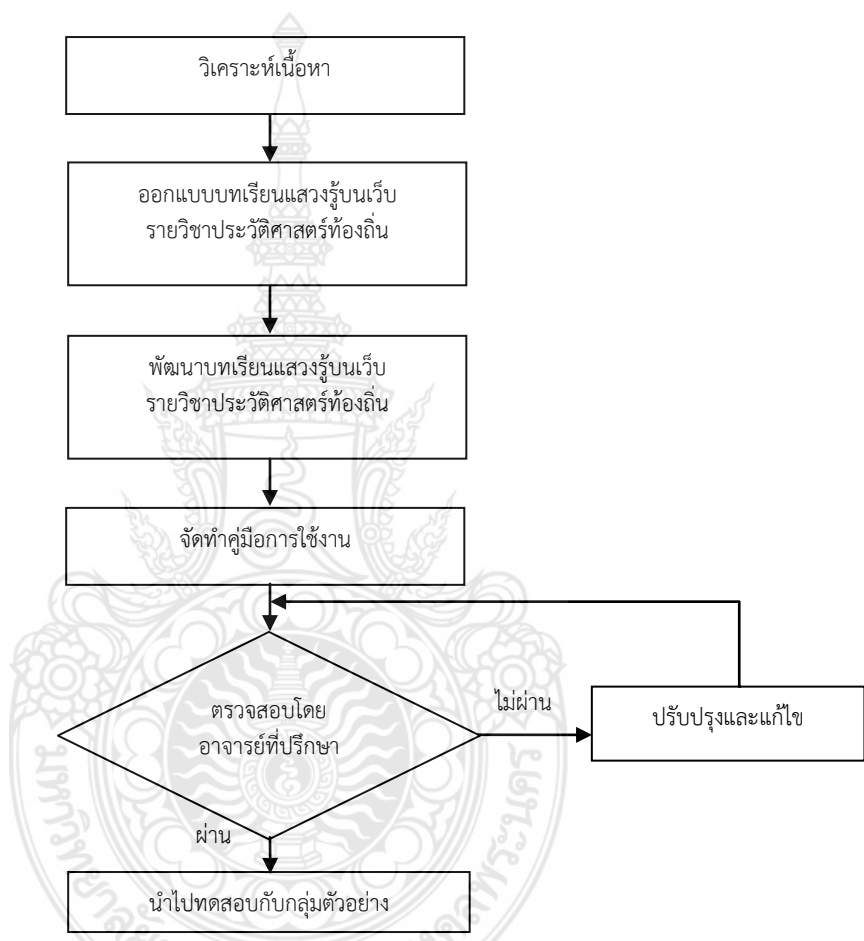 วิเคราะห์เนื้อหา
ออกแบบบทเรียนแสวงรู้บนเว็บ
รายวิชาประวัติศาสตร์ท้องถิ่น
พัฒนาบทเรียนแสวงรู้บนเว็บ
รายวิชาประวัติศาสตร์ท้องถิ่น
จัดทำคู่มือการใช้งาน
ตรวจสอบโดย
อาจารย์ที่ปรึกษา
ไม่ผ่าน
ปรับปรุงและแก้ไข
ผ่าน
นำไปทดสอบกับกลุ่มตัวอย่าง